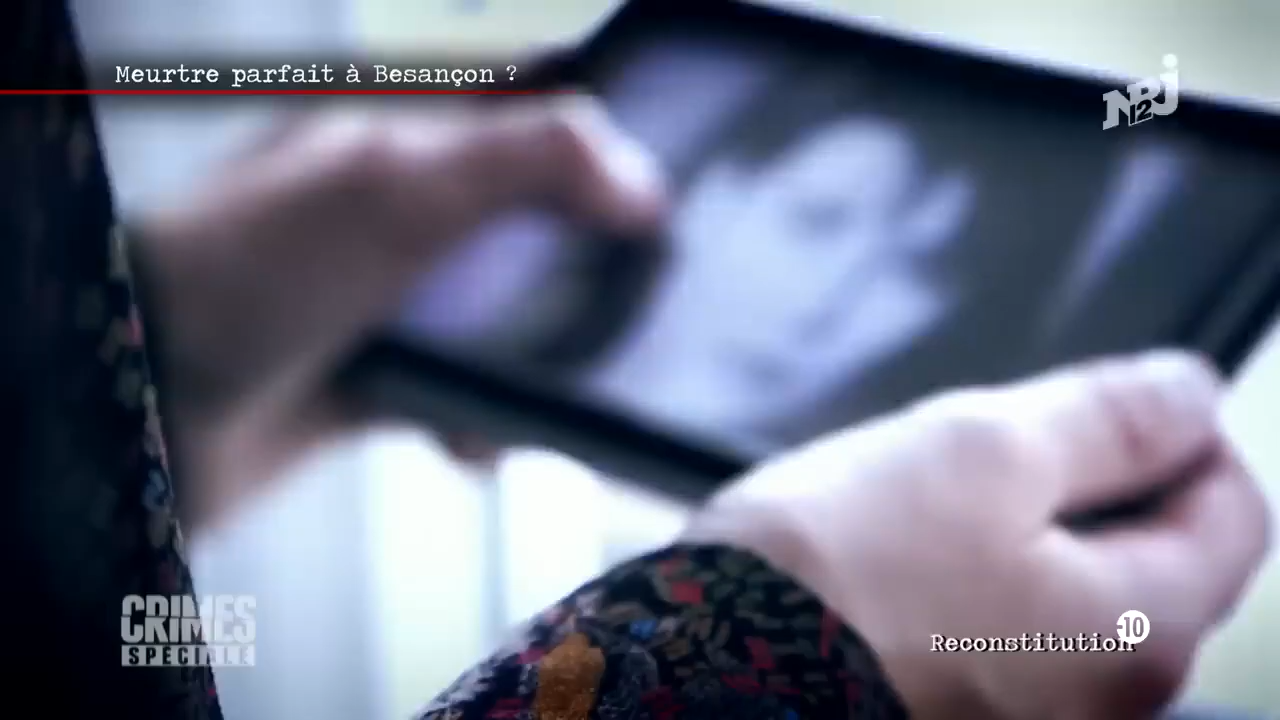 Meurtre parfait à Besançon ?
NRJ
12
CRIMES
SPECIALE
Reconstitution
-10